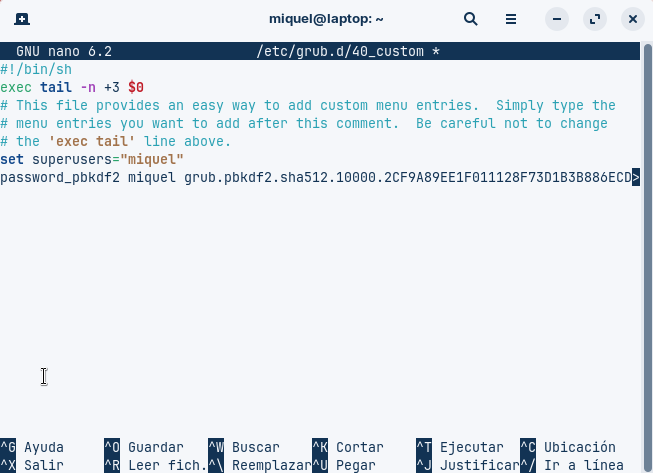 miquel@laptop: ~
GNU nano 6.2 /etc/grub.d/40_custom *
#!/bin/sh
exec tail -n +3 $0
# This file provides an easy way to add custom menu entries.  Simply type the
# menu entries you want to add after this comment.  Be careful not to change
# the 'exec tail' line above.
set superusers="miquel"
password_pbkdf2 miquel grub.pbkdf2.sha512.10000.2CF9A89EE1F011128F73D1B3B886ECD>
^G Ayuda ^O Guardar ^W Buscar ^K Cortar ^T Ejecutar ^C Ubicación
^X Salir ^R Leer fich. ^\ Reemplazar ^U Pegar ^J Justificar ^/ Ir a línea